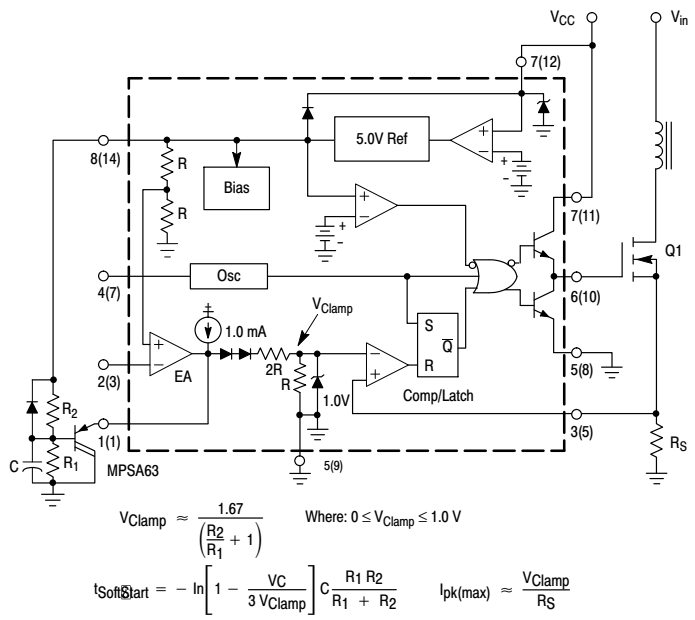 VCC
Vin
7(12)
5.0V Ref
+
−
+
-
8(14)
R
Bias
R
+
−
+
-
7(11)
Q1
4(7)
Osc
6(10)
VClamp
+
1.0 mA
S
Q̅
R
2R
R
+
−
EA
2(3)
−
+
1.0V
Comp/Latch
5(8)
R2
1(1)
3(5)
C
R1
MPSA63
5(9)
RS
VClamp ≈ 1.67 / (R2/R1 + 1) Where: 0 ≤ VClamp ≤ 1.0 V
tSoft☒Start = − ln[1 − VC / 3 VClamp] C R1 R2 / R1 + R2 Ipk(max) ≈ VClamp / RS